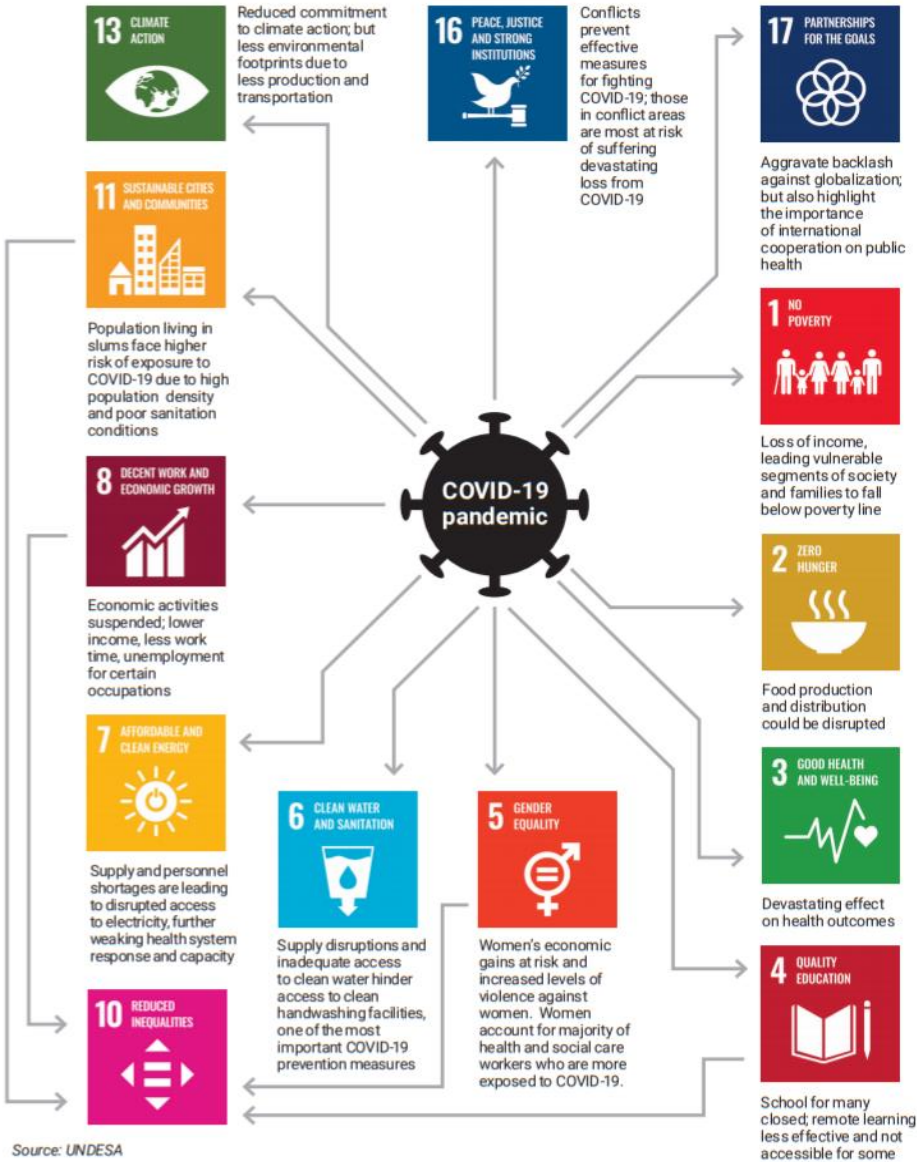 13 CLIMATE
ACTION
Reduced commitment
to climate action; but
less environmental
footprints due to
less production and
transportation
16 PEACE, JUSTICE
AND STRONG
INSTITUTIONS
Conflicts
prevent
effective
measures
for fighting
COVID-19; those
in conflict areas
are most at risk
of suffering
devastating
loss from
COVID-19
17 PARTNERSHIPS
FOR THE GOALS
Aggravate backlash
against globalization;
but also highlight
the importance
of international
cooperation on public
health
11 SUSTAINABLE CITIES
AND COMMUNITIES
Population living in
slums face higher
risk of exposure to
COVID-19 due to high
population density
and poor sanitation
conditions
1 NO
POVERTY
Loss of income,
leading vulnerable
segments of society
and families to fall
below poverty line
COVID-19
pandemic
8 DECENT WORK AND
ECONOMIC GROWTH
Economic activities
suspended; lower
income, less work
time, unemployment
for certain
occupations
2 ZERO
HUNGER
Food production
and distribution
could be disrupted
7 AFFORDABLE AND
CLEAN ENERGY
Supply and personnel
shortages are leading
to disrupted access
to electricity, further
weaking health system
response and capacity
6 CLEAN WATER
AND SANITATION
Supply disruptions and
inadequate access
to clean water hinder
access to clean
handwashing facilities,
one of the most
important COVID-19
prevention measures
5 GENDER
EQUALITY
Women's economic
gains at risk and
increased levels of
violence against
women. Women
account for majority of
health and social care
workers who are more
exposed to COVID-19.
3 GOOD HEALTH
AND WELL-BEING
Devastating effect
on health outcomes
4 QUALITY
EDUCATION
School for many
closed; remote learning
less effective and not
accessible for some
10 REDUCED
INEQUALITIES
Source: UNDESA